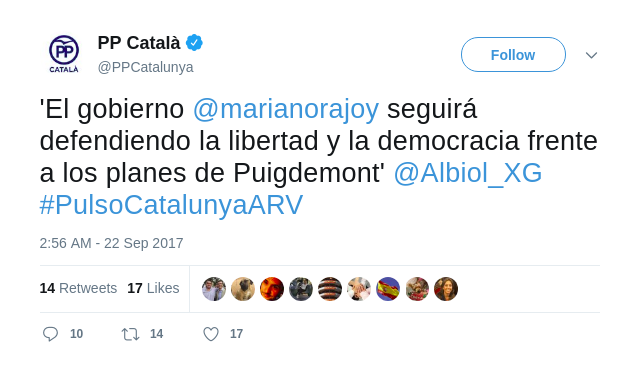 PP
CATALÀ
PP Català
@PPCatalunya
Follow
'El gobierno @marianorajoy seguirá
defendiendo la libertad y la democracia frente
a los planes de Puigdemont' @Albiol_XG
#PulsoCatalunyaARV
2:56 AM - 22 Sep 2017
14 Retweets 17 Likes
10 14 17